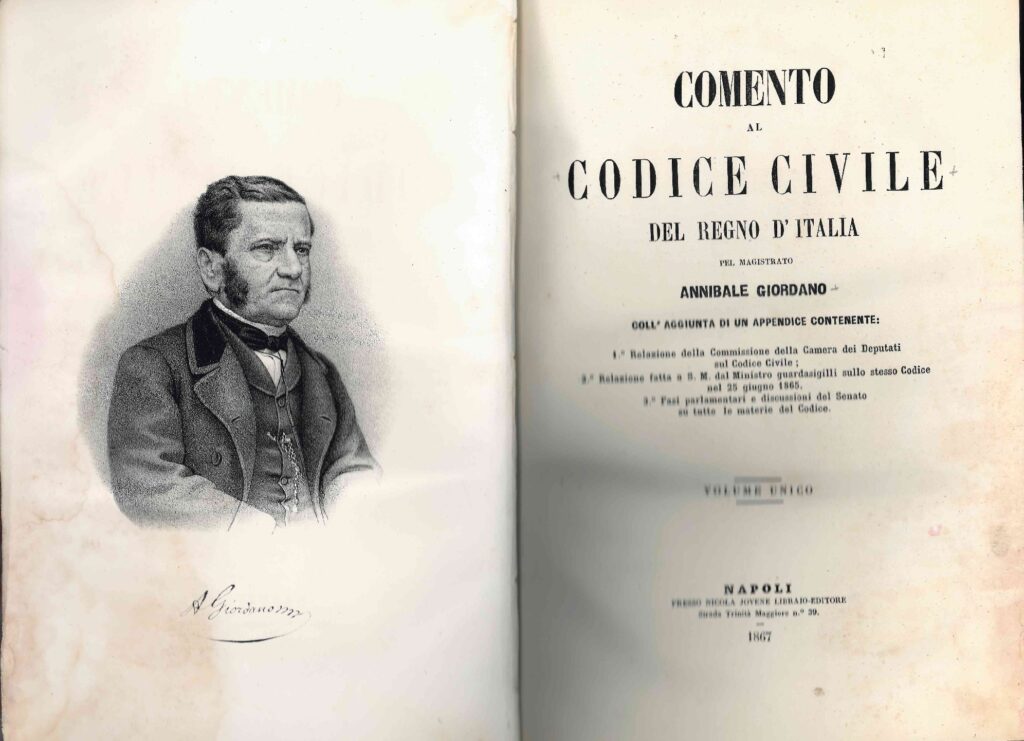 A Giordano
COMENTO
AL
CODICE CIVILE
DEL REGNO D'ITALIA
PEL MAGISTRATO
ANNIBALE GIORDANO
COLL' AGGIUNTA DI UN APPENDICE CONTENENTE:
1.° Relazione della Commissione della Camera dei Deputati
sul Codice Civile;
2.° Relazione fatta a S. M. dal Ministro guardasigilli sullo stesso Codice
nel 25 giugno 1865.
3.° Fasi parlamentari e discussioni del Senato
su tutte le materie del Codice.
VOLUME UNICO
NAPOLI
PRESSO NICOLA JOVENE LIBRAIO-EDITORE
Strada Trinità Maggiore n.° 39.
1867